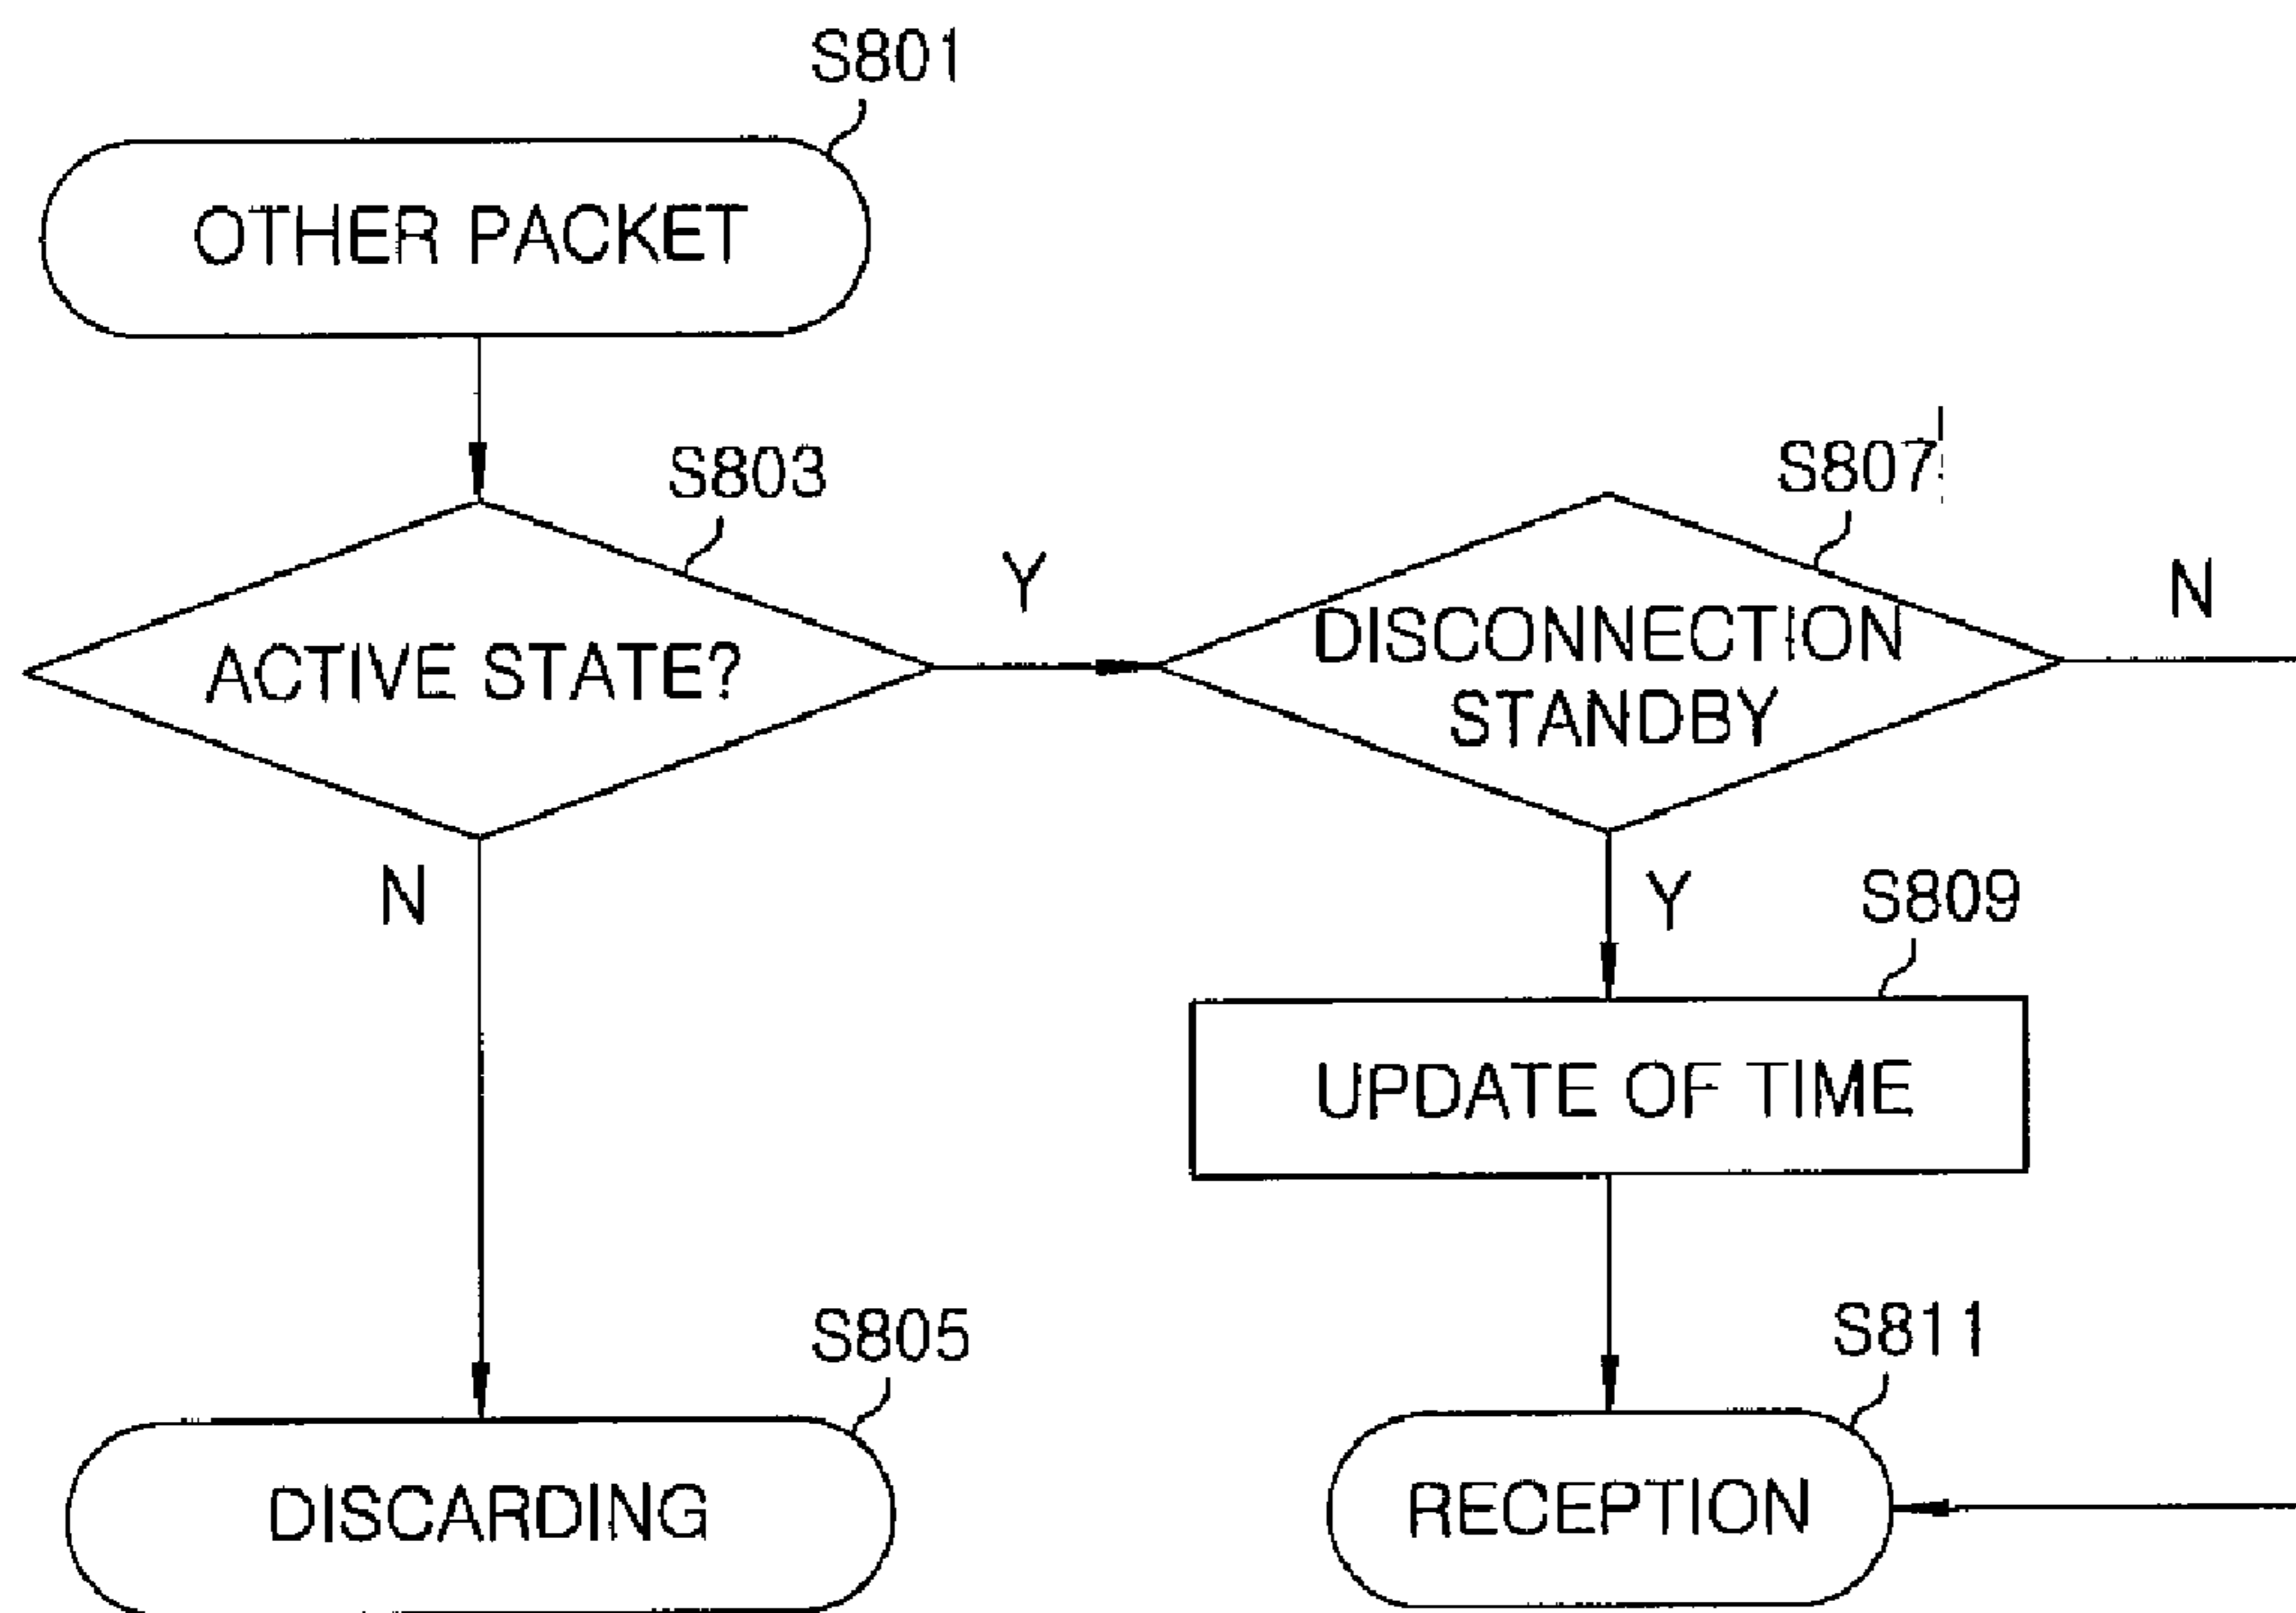 S801
OTHER PACKET
S803
ACTIVE STATE?
Y
N
S807
DISCONNECTION
STANDBY
N
Y
S809
UPDATE OF TIME
S805
DISCARDING
S811
RECEPTION